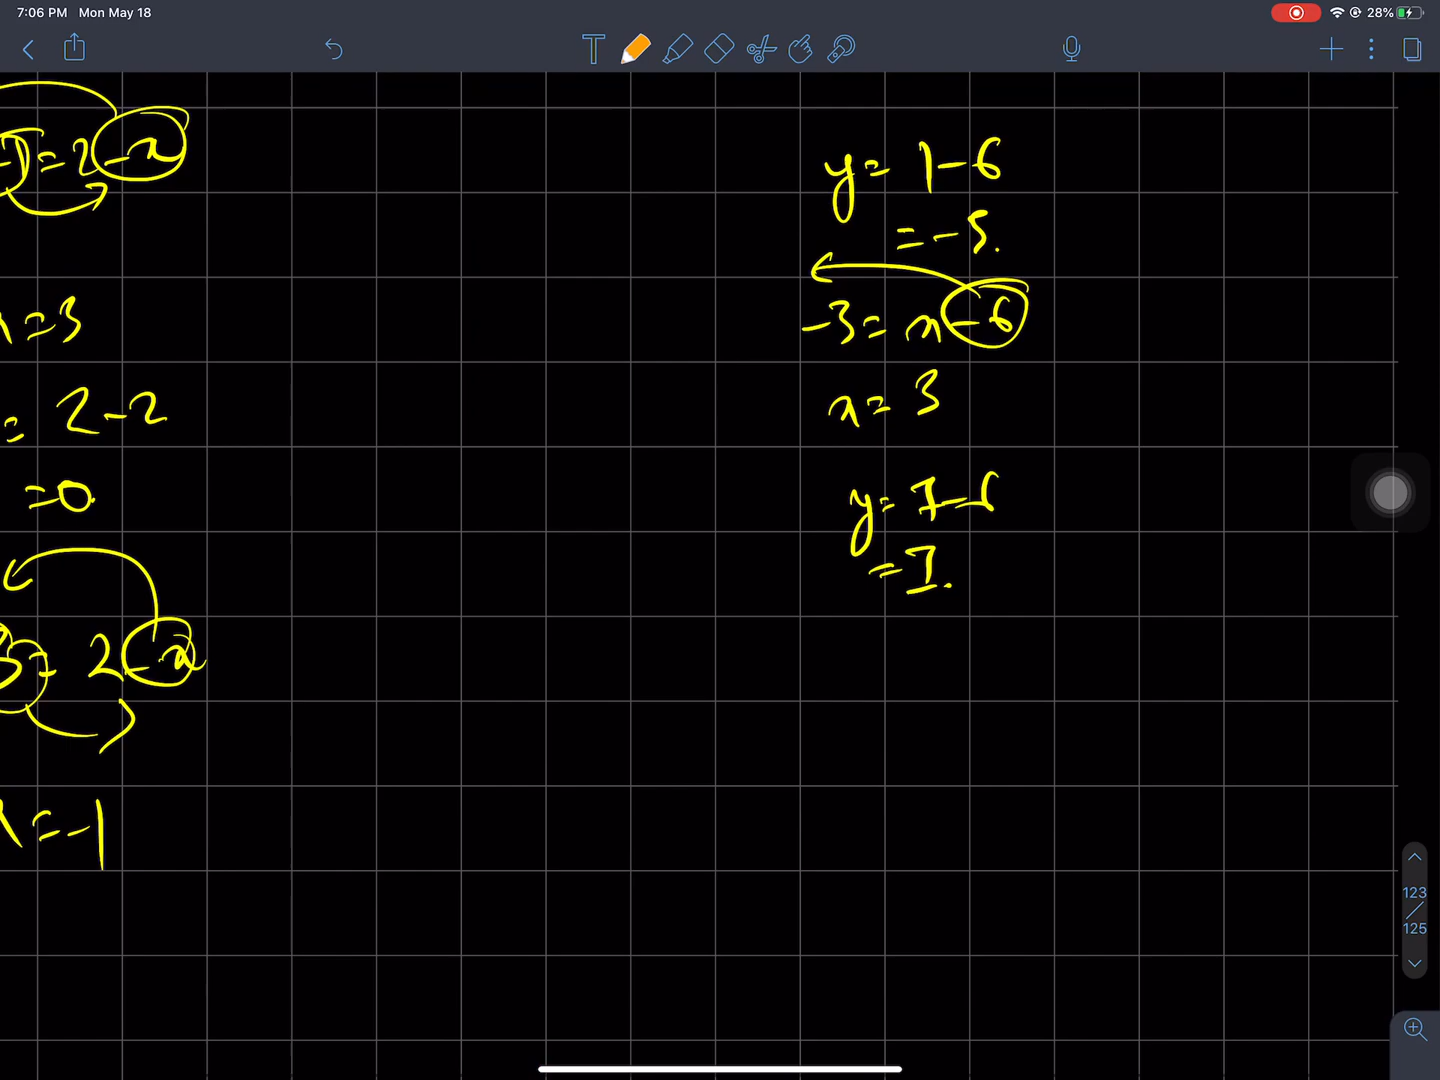 7:06 PM Mon May 18
28%
= 2 - x
= 3
= 2 - 2
= 0.
= 2 - x
= -1
y = 1 - 6
= -5.
-3 = x - 6
x = 3
y = 7 - 6
= 1.
123
125